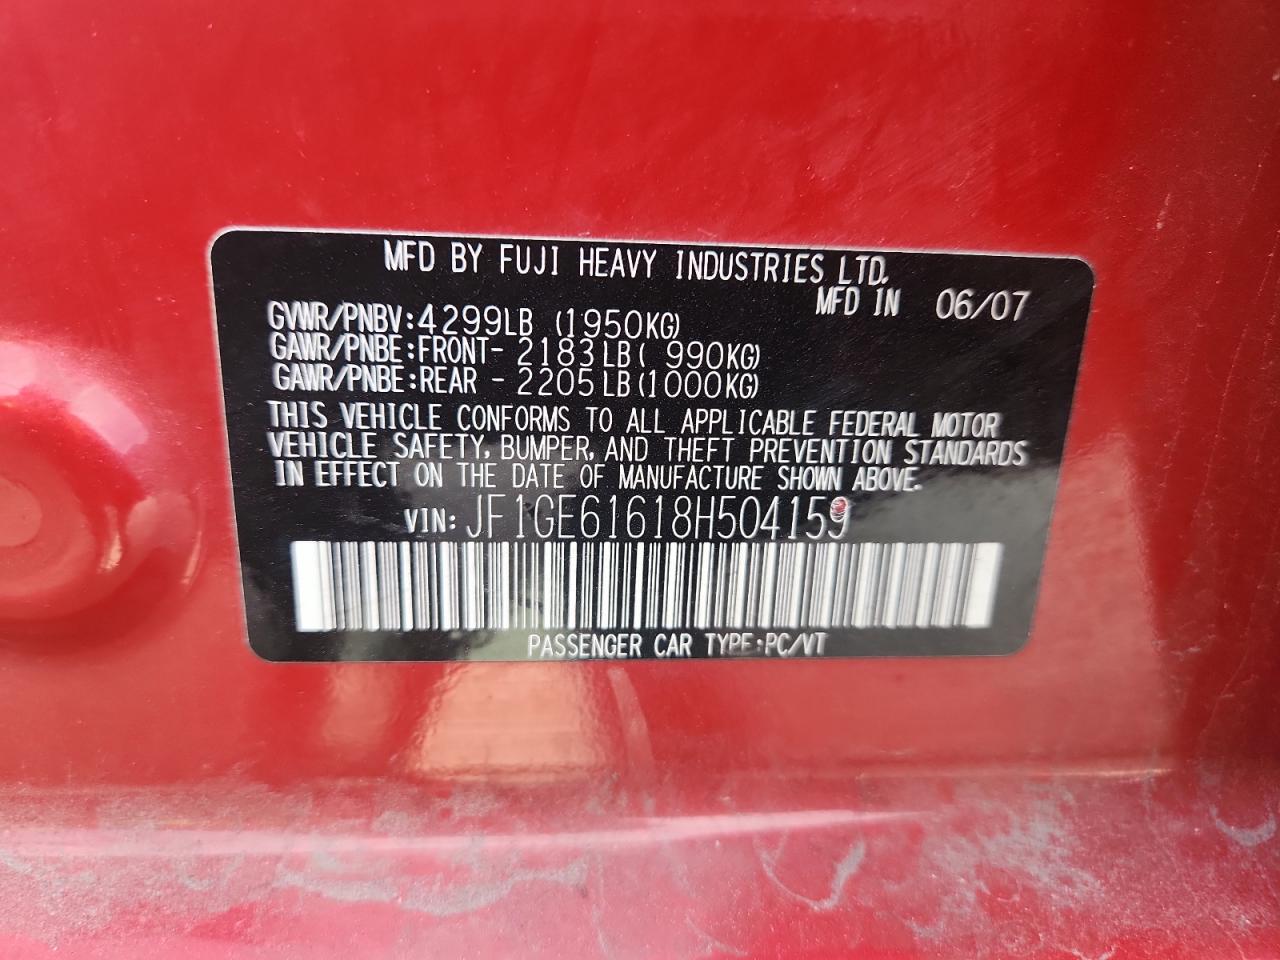 MFD BY FUJI HEAVY INDUSTRIES LTD.
MFD IN 06/07
GVWR/PNBV:4299LB (1950KG)
GAWR/PNBE:FRONT- 2183LB( 990KG)
GAWR/PNBE:REAR - 2205LB(1000KG)
THIS VEHICLE CONFORMS TO ALL APPLICABLE FEDERAL MOTOR
VEHICLE SAFETY, BUMPER, AND THEFT PREVENTION STANDARDS
IN EFFECT ON THE DATE OF MANUFACTURE SHOWN ABOVE.
VIN: JF1GE61618H504159
PASSENGER CAR TYPE:PC/VT